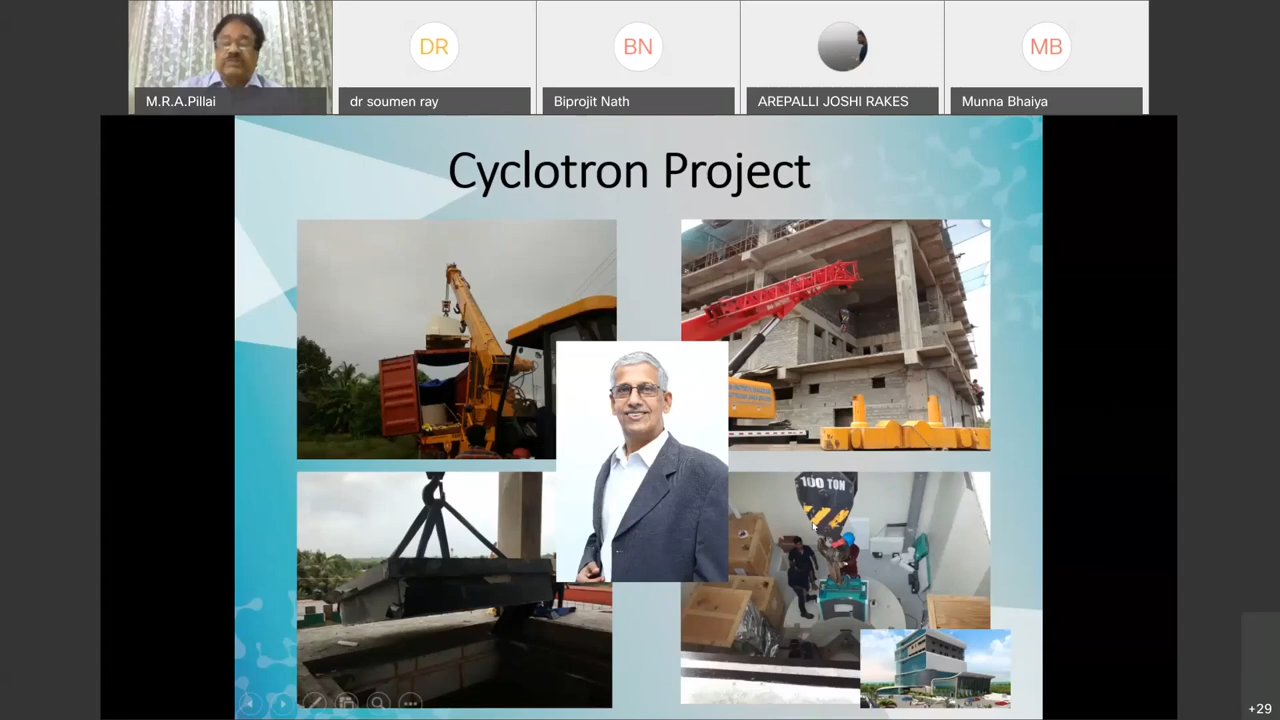 DR
BN
MB
M.R.A.Pillai
dr soumen ray
Biprojit Nath
AREPALLI JOSHI RAKES
Munna Bhaiya
Cyclotron Project
100 TON
+29